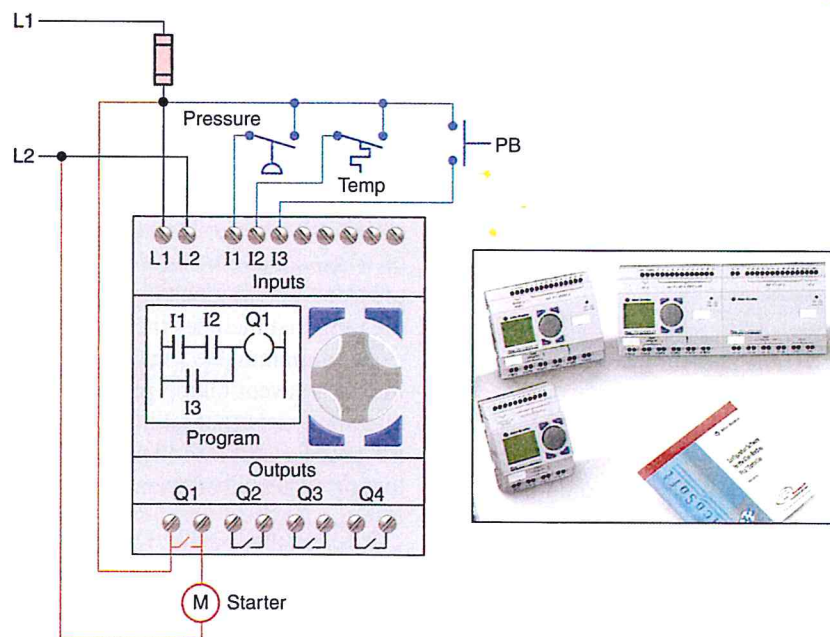 L1
Pressure
L2
PB
Temp
L1 L2 I1 I2 I3
Inputs
I1 I2 Q1
I3
Program
Outputs
Q1 Q2 Q3 Q4
M Starter